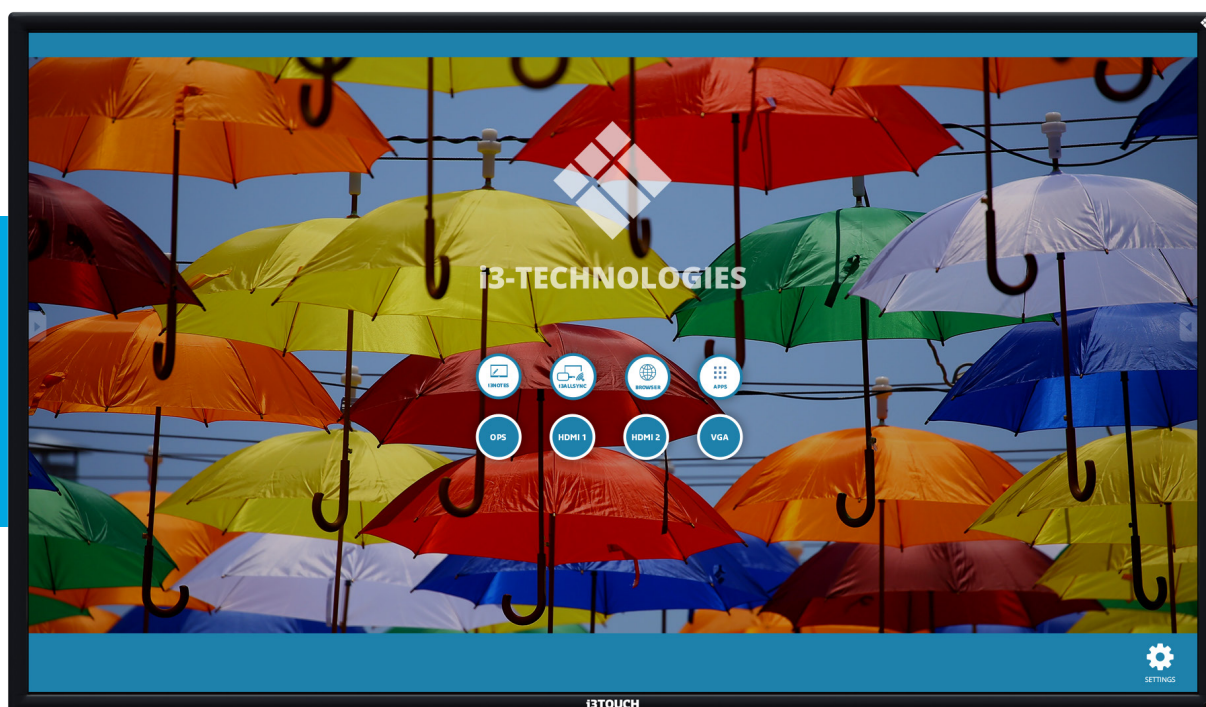 i3-TECHNOLOGIES
i3NOTES
i3ALLSYNC
BROWSER
APPS
OPS
HDMI 1
HDMI 2
VGA
SETTINGS
i3TOUCH